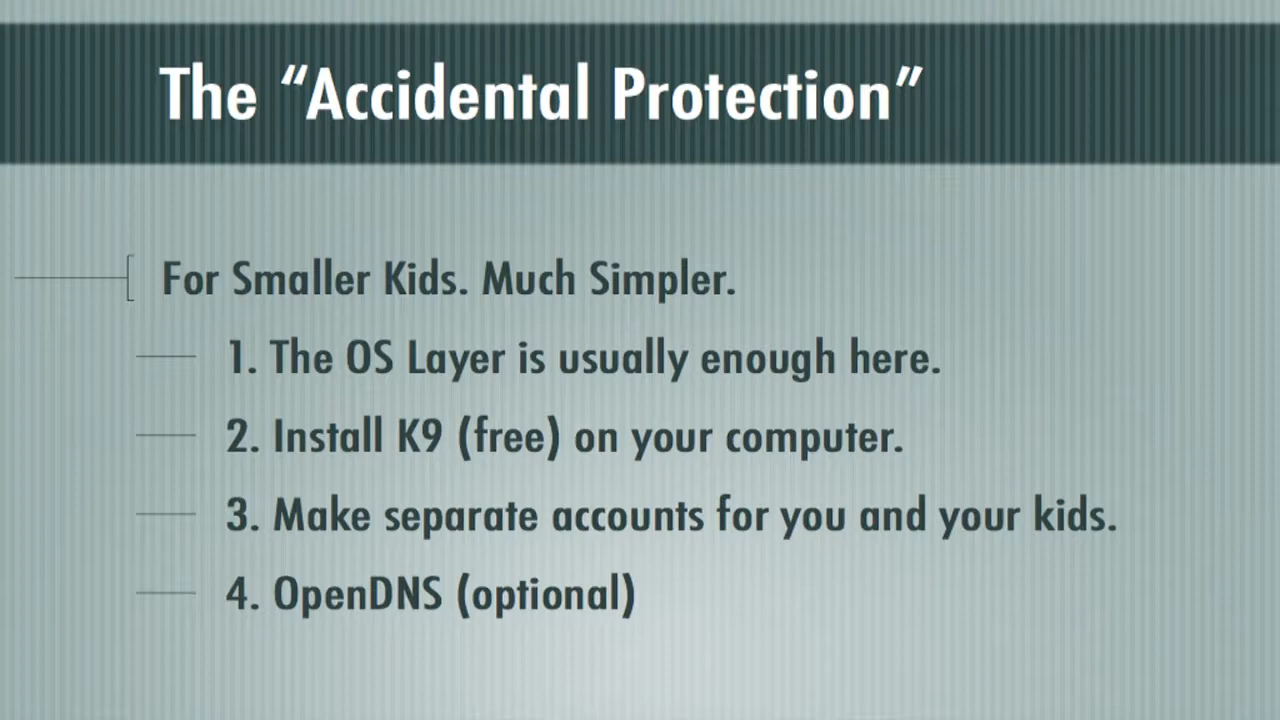 The “Accidental Protection”
For Smaller Kids. Much Simpler.
1. The OS Layer is usually enough here.
2. Install K9 (free) on your computer.
3. Make separate accounts for you and your kids.
4. OpenDNS (optional)